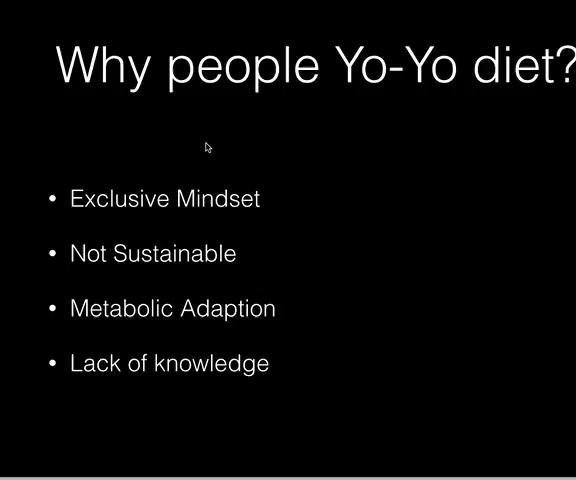 Why people Yo-Yo diet?
• Exclusive Mindset
• Not Sustainable
• Metabolic Adaption
• Lack of knowledge